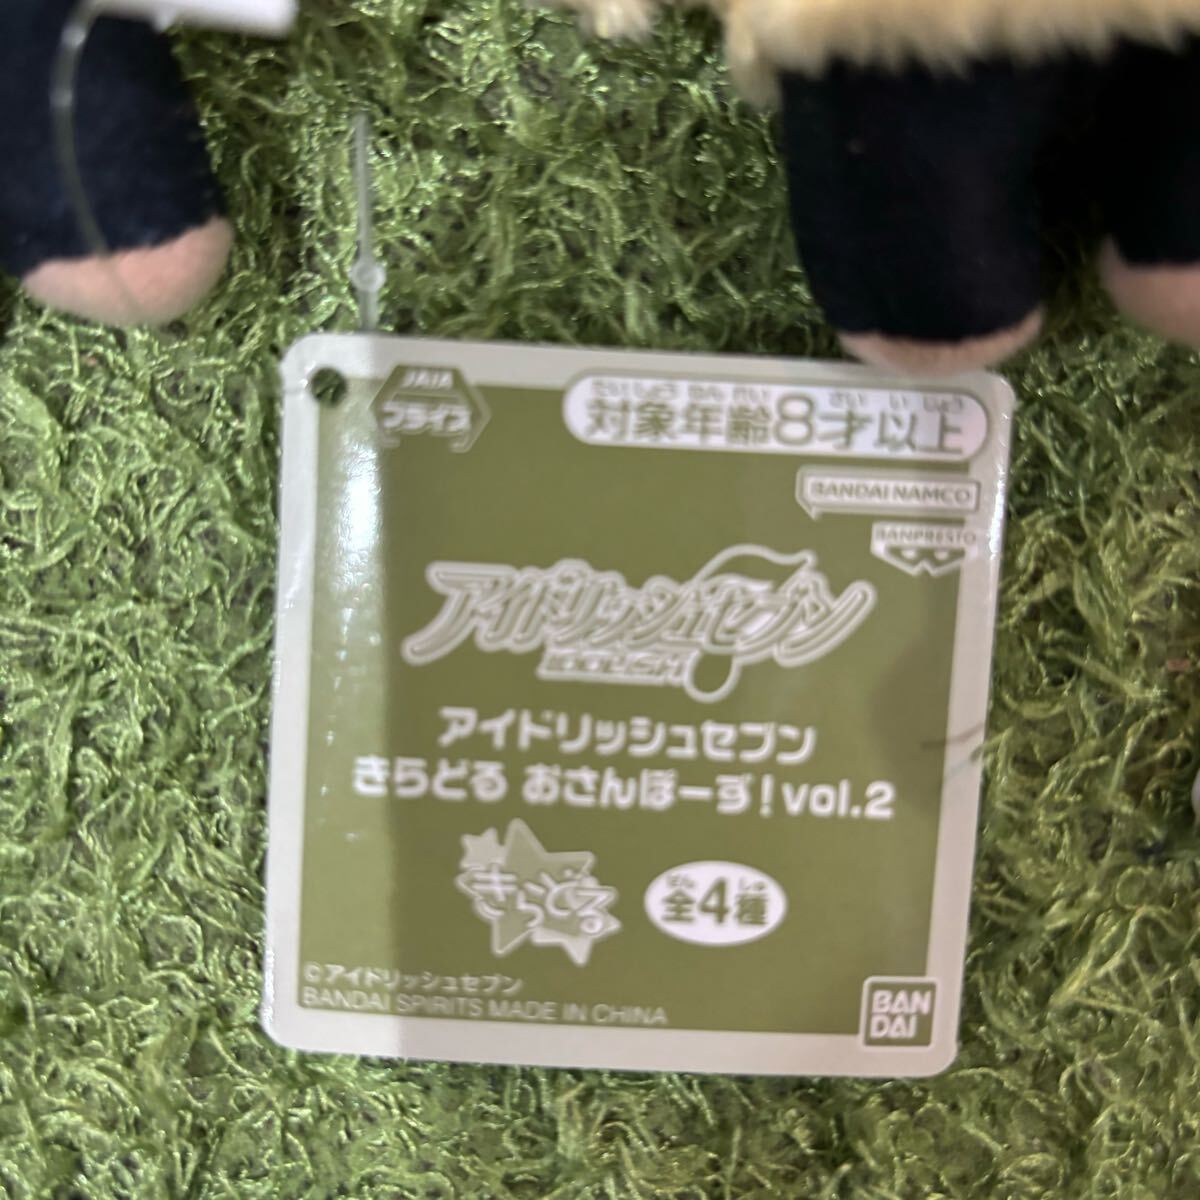 JAIA
プライズ
たいしょうねんれい さい いじょう
対象年齢8才以上
BANDAI NAMCO
BANPRESTO
アイドリッシュセブン
IDOLiSH
アイドリッシュセブン
きらどる おさんぽーず!vol.2
きらどる
ぜん しゅ
全4種
©アイドリッシュセブン
BANDAI SPIRITS MADE IN CHINA
BAN
DAI